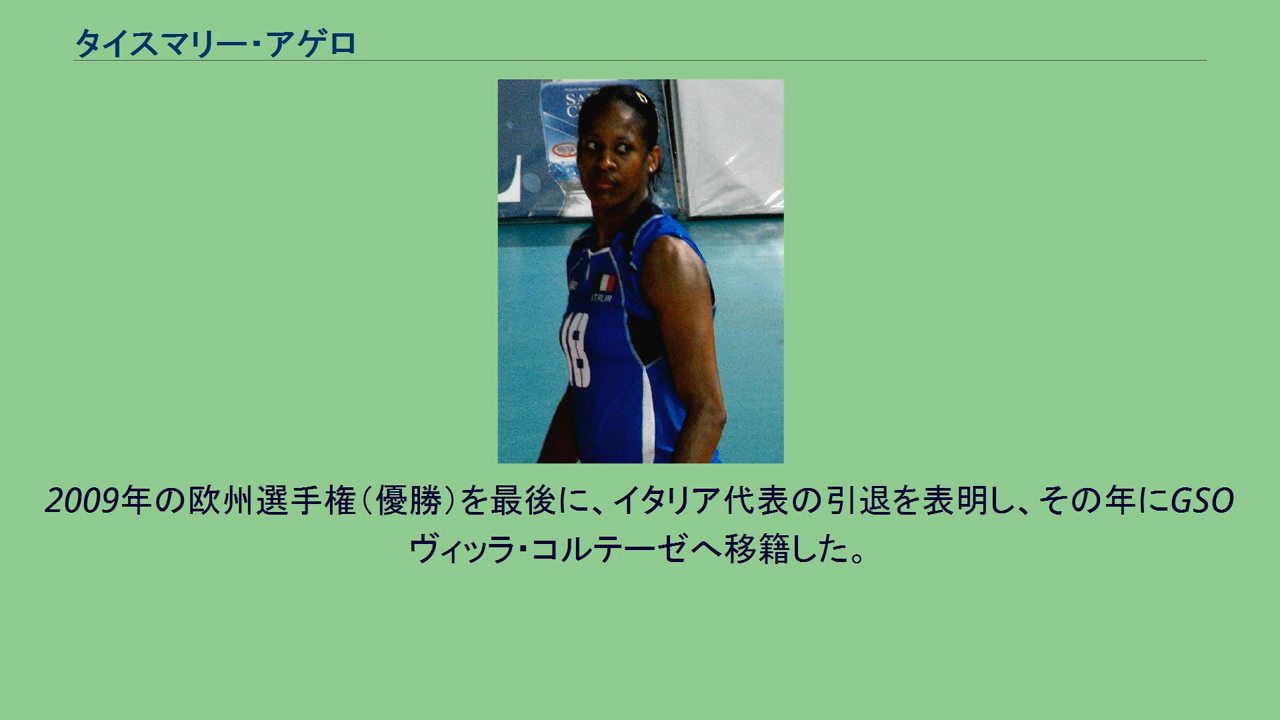 タイスマリー・アゲロ
SA
C
L
ITALIA
18
2009年の欧州選手権（優勝）を最後に、イタリア代表の引退を表明し、その年にGSO
ヴィッラ・コルテーゼへ移籍した。